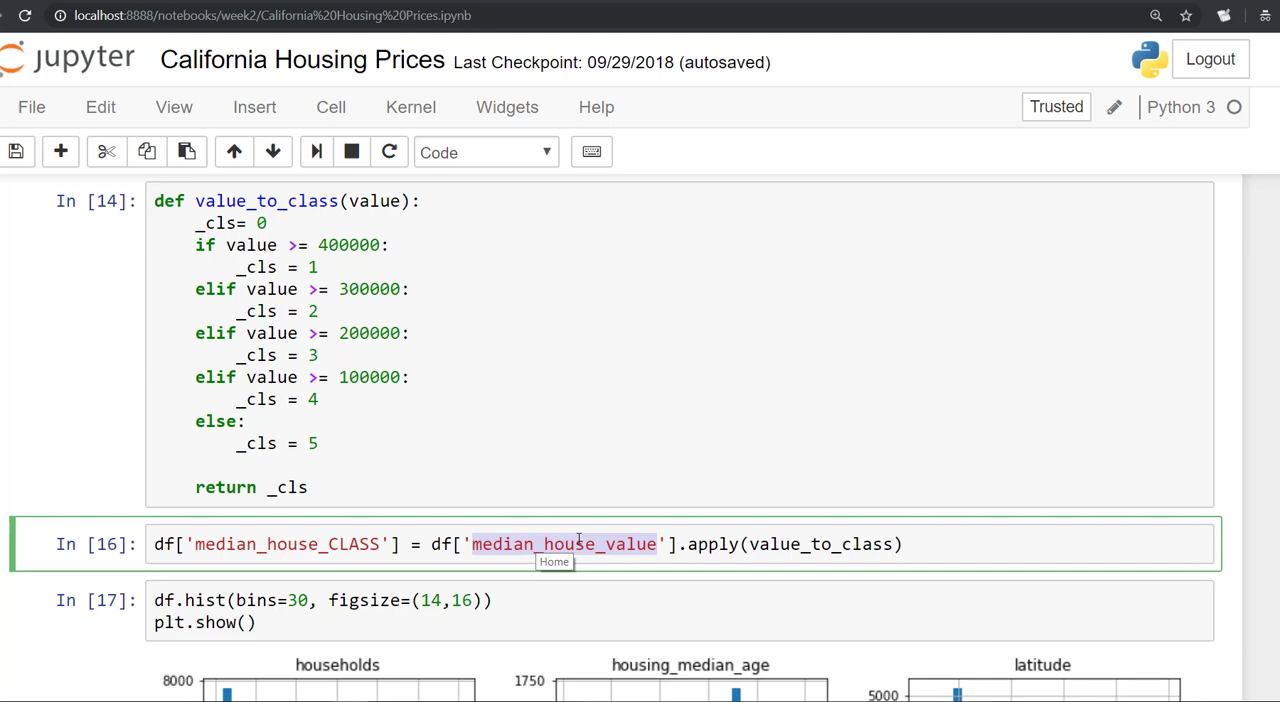 localhost:8888/notebooks/week2/California%20Housing%20Prices.ipynb
jupyter California Housing Prices Last Checkpoint: 09/29/2018 (autosaved) Logout
File Edit View Insert Cell Kernel Widgets Help Trusted Python 3
Code
In [14]: def value_to_class(value):
_cls= 0
if value >= 400000:
_cls = 1
elif value >= 300000:
_cls = 2
elif value >= 200000:
_cls = 3
elif value >= 100000:
_cls = 4
else:
_cls = 5
return _cls
In [16]: df['median_house_CLASS'] = df['median_house_value'].apply(value_to_class)
Home
In [17]: df.hist(bins=30, figsize=(14,16))
plt.show()
households housing_median_age latitude
8000 1750 5000